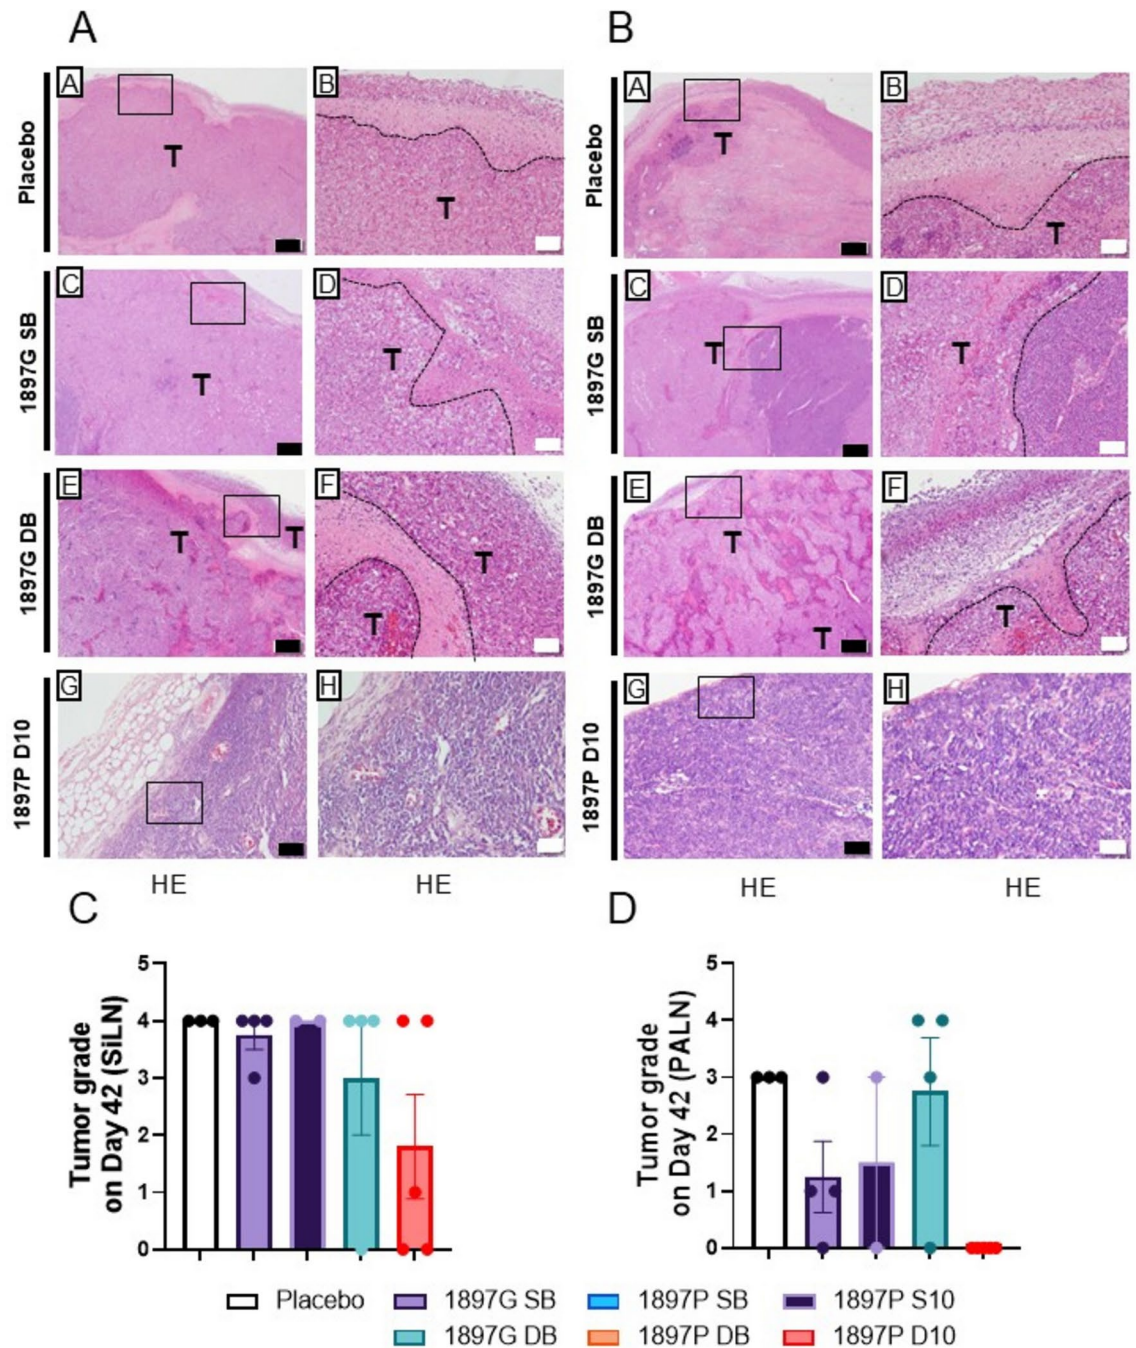 A
B
Placebo
A
T
B
T
Placebo
A
T
B
T
1897G SB
C
T
D
T
1897G SB
C
T
D
T
1897G DB
E
T
T
F
T
T
1897G DB
E
T
T
F
T
1897P D10
G
H
1897P D10
G
H
HE
HE
HE
HE
C
Tumor grade
on Day 42 (SiLN)
5
4
3
2
1
0
D
Tumor grade
on Day 42 (PALN)
5
4
3
2
1
0
Placebo
1897G SB
1897P SB
1897P S10
1897G DB
1897P DB
1897P D10